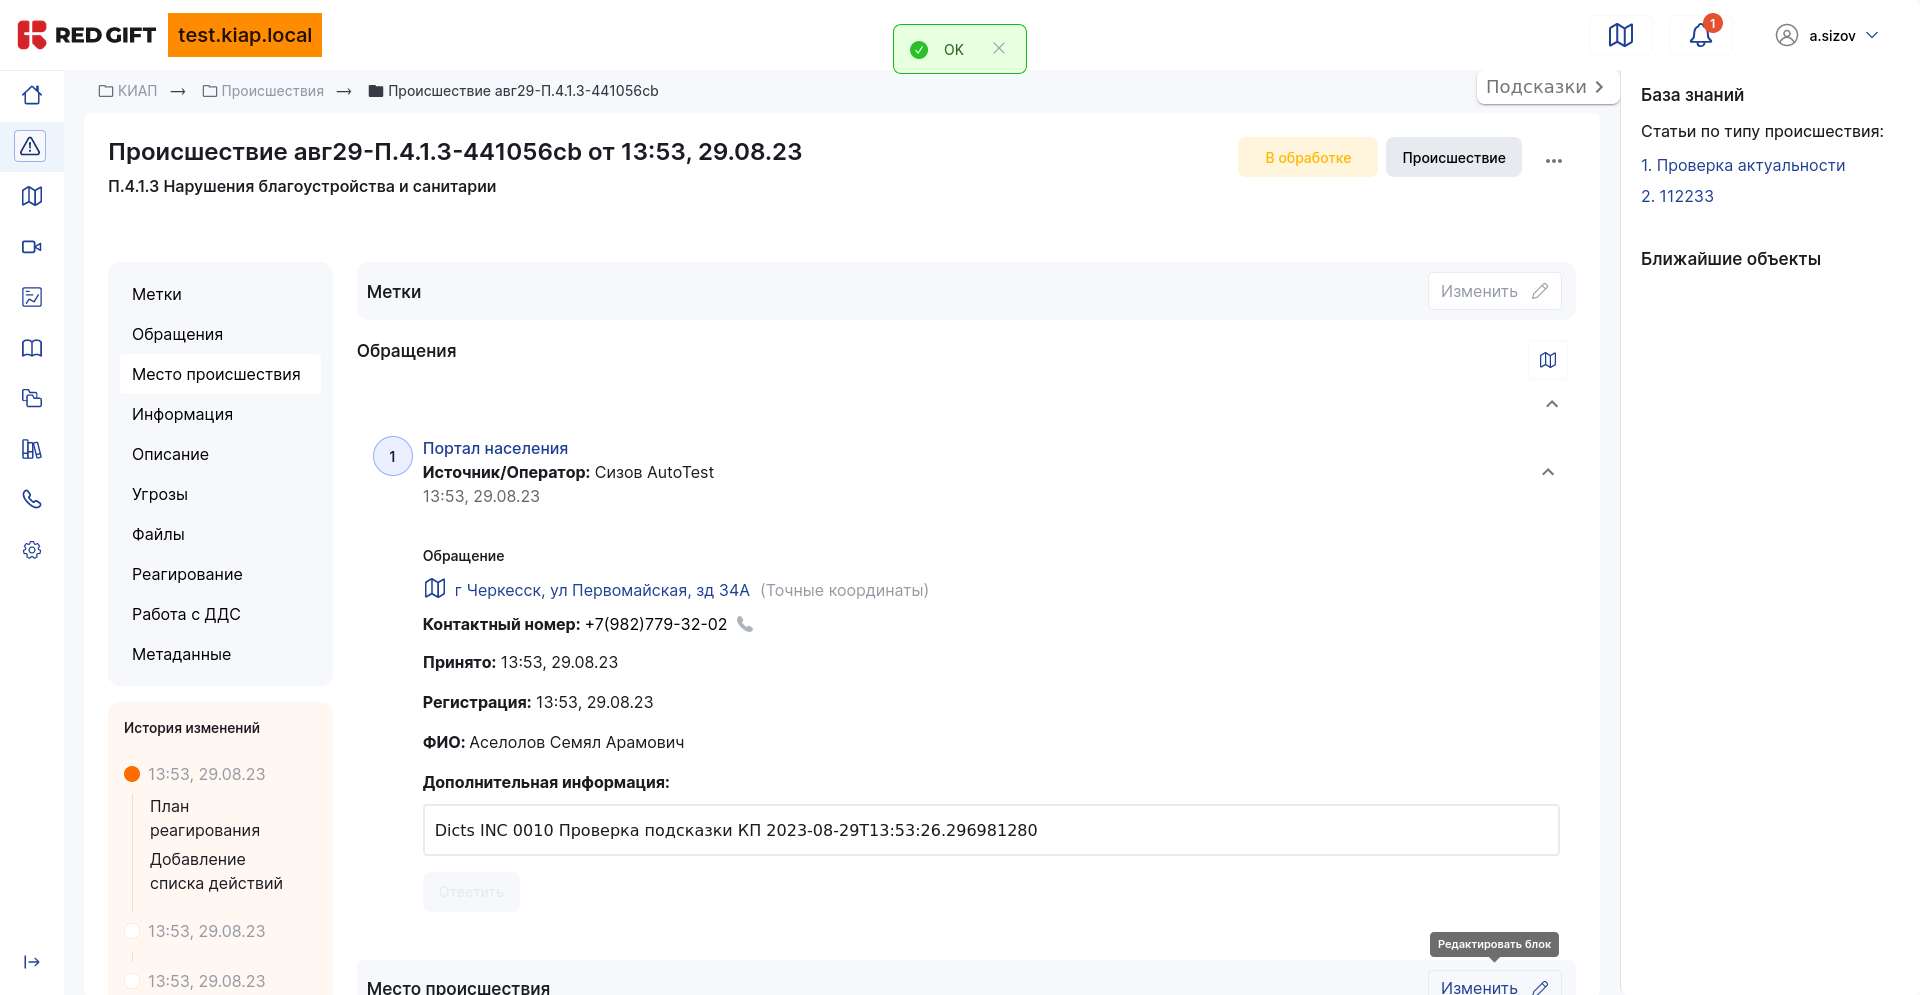 RED GIFT
test.kiap.local
OK
1
a.sizov
КИАП
Происшествия
Происшествие авг29-П.4.1.3-441056cb
Подсказки
Происшествие авг29-П.4.1.3-441056cb от 13:53, 29.08.23
П.4.1.3 Нарушения благоустройства и санитарии
В обработке
Происшествие
Метки
Обращения
Место происшествия
Информация
Описание
Угрозы
Файлы
Реагирование
Работа с ДДС
Метаданные
История изменений
13:53, 29.08.23
План
реагирования
Добавление
списка действий
13:53, 29.08.23
13:53, 29.08.23
Метки
Изменить
Обращения
1
Портал населения
Источник/Оператор: Сизов AutoTest
13:53, 29.08.23
Обращение
г Черкесск, ул Первомайская, зд 34А (Точные координаты)
Контактный номер: +7(982)779-32-02
Принято: 13:53, 29.08.23
Регистрация: 13:53, 29.08.23
ФИО: Аселолов Семял Арамович
Дополнительная информация:
Dicts INC 0010 Проверка подсказки КП 2023-08-29T13:53:26.296981280
Ответить
Редактировать блок
Место происшествия
Изменить
База знаний
Статьи по типу происшествия:
1. Проверка актуальности
2. 112233
Ближайшие объекты